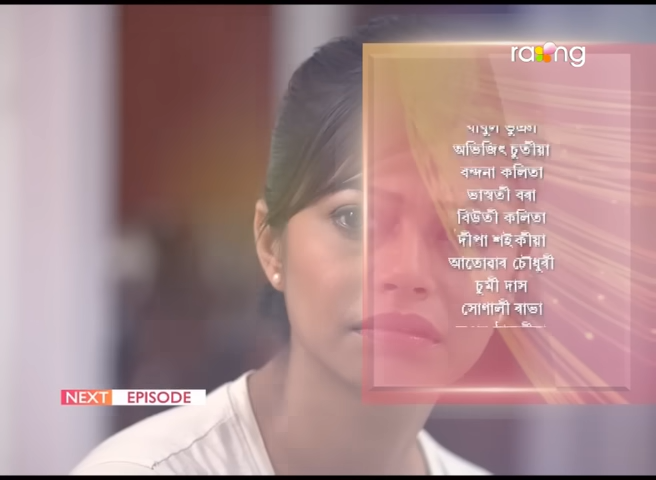 rang
অভিজিৎ চুতীয়া
বন্দনা কলিতা
ভাস্বতী বৰা
বিউতী কলিতা
দীপা শইকীয়া
আতোৱাৰ চৌধুৰী
চুমী দাস
সোণালী ৰাভা
NEXT EPISODE